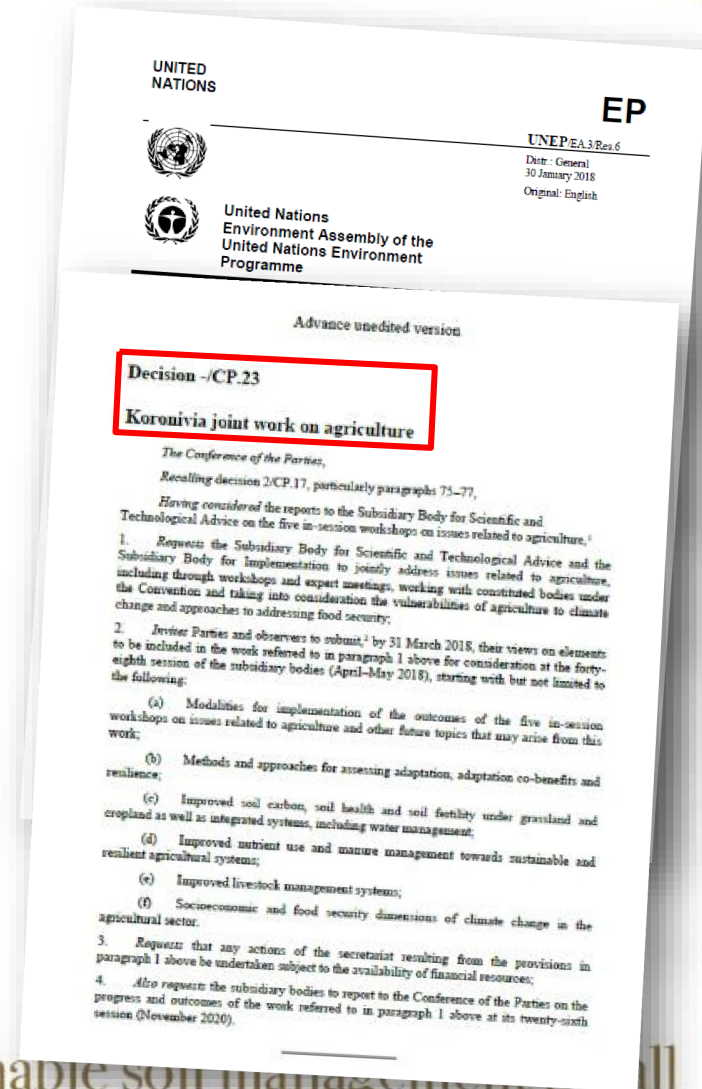 UNITED
NATIONS
EP
UNEP/EA.3/Res.6
Distr.: General
30 January 2018
Original: English
United Nations
Environment Assembly of the
United Nations Environment
Programme
Advance unedited version
Decision -/CP.23
Koronivia joint work on agriculture
The Conference of the Parties,
Recalling decision 2/CP.17, particularly paragraphs 75–77,
Having considered the reports to the Subsidiary Body for Scientific and
Technological Advice on the five in-session workshops on issues related to agriculture,¹
1. Requests the Subsidiary Body for Scientific and Technological Advice and the
Subsidiary Body for Implementation to jointly address issues related to agriculture,
including through workshops and expert meetings, working with constituted bodies under
the Convention and taking into consideration the vulnerabilities of agriculture to climate
change and approaches to addressing food security;
2. Invites Parties and observers to submit,² by 31 March 2018, their views on elements
to be included in the work referred to in paragraph 1 above for consideration at the forty-
eighth session of the subsidiary bodies (April–May 2018), starting with but not limited to
the following:
(a) Modalities for implementation of the outcomes of the five in-session
workshops on issues related to agriculture and other future topics that may arise from this
work;
(b) Methods and approaches for assessing adaptation, adaptation co-benefits and
resilience;
(c) Improved soil carbon, soil health and soil fertility under grassland and
cropland as well as integrated systems, including water management;
(d) Improved nutrient use and manure management towards sustainable and
resilient agricultural systems;
(e) Improved livestock management systems;
(f) Socioeconomic and food security dimensions of climate change in the
agricultural sector.
3. Requests that any actions of the secretariat resulting from the provisions in
paragraph 1 above be undertaken subject to the availability of financial resources;
4. Also requests the subsidiary bodies to report to the Conference of the Parties on the
progress and outcomes of the work referred to in paragraph 1 above at its twenty-sixth
session (November 2020).
soil